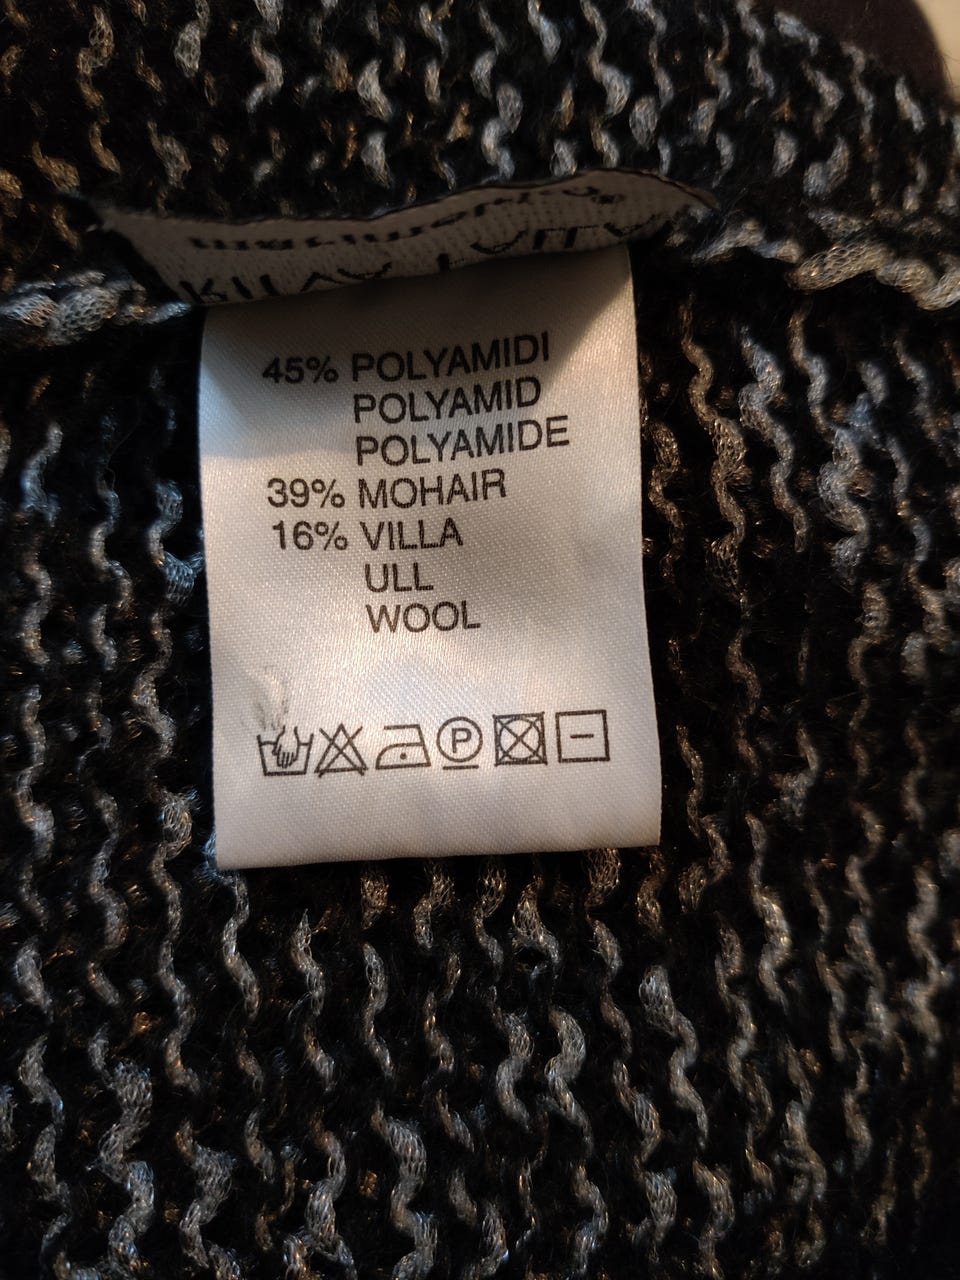 45% POLYAMIDI
POLYAMID
POLYAMIDE
39% MOHAIR
16% VILLA
ULL
WOOL
P